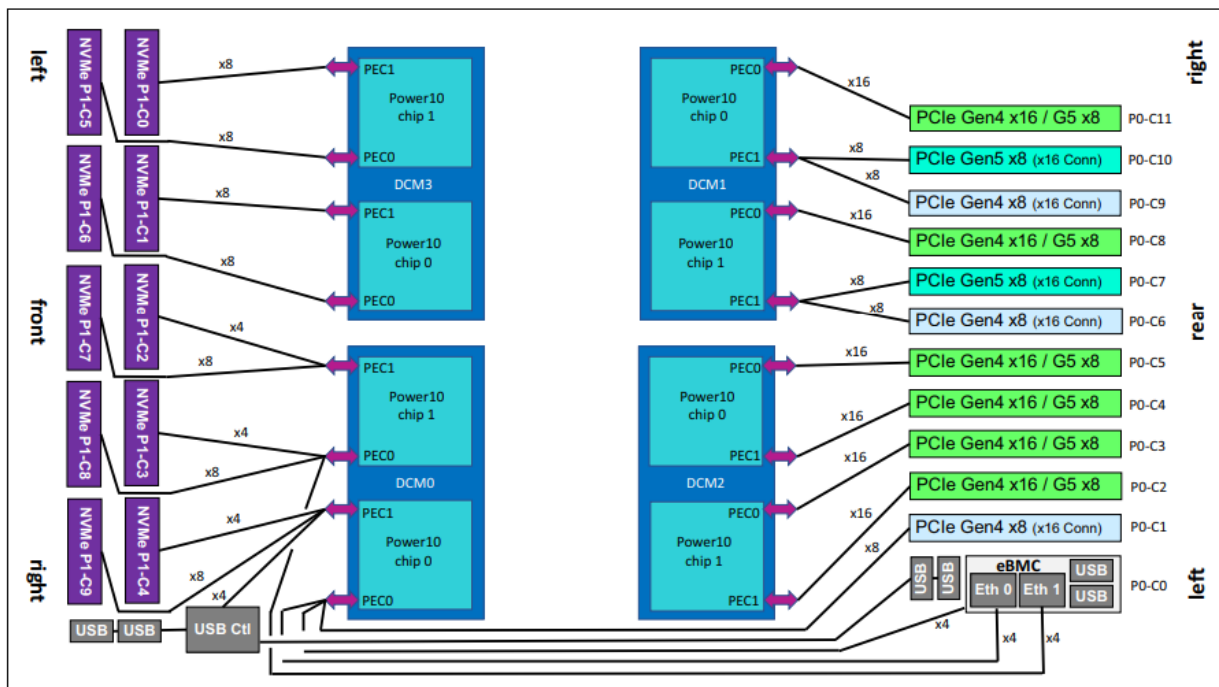 left
front
right
NVMe P1-C5
NVMe P1-C0
NVMe P1-C6
NVMe P1-C1
NVMe P1-C7
NVMe P1-C2
NVMe P1-C8
NVMe P1-C3
NVMe P1-C9
NVMe P1-C4
x8
x8
x8
x8
x4
x8
x4
x8
x4
x8
x4
USB
USB
USB Ctl
PEC1
Power10
chip 1
PEC0
DCM3
PEC1
Power10
chip 0
PEC0
PEC1
Power10
chip 1
PEC0
DCM0
PEC1
Power10
chip 0
PEC0
PEC0
Power10
chip 0
PEC1
DCM1
PEC0
Power10
chip 1
PEC1
PEC0
Power10
chip 0
PEC1
DCM2
PEC0
Power10
chip 1
PEC1
x16
x8
x8
x16
x8
x8
x16
x16
x16
x16
x8
PCIe Gen4 x16 / G5 x8 P0-C11
PCIe Gen5 x8 (x16 Conn) P0-C10
PCIe Gen4 x8 (x16 Conn) P0-C9
PCIe Gen4 x16 / G5 x8 P0-C8
PCIe Gen5 x8 (x16 Conn) P0-C7
PCIe Gen4 x8 (x16 Conn) P0-C6
PCIe Gen4 x16 / G5 x8 P0-C5
PCIe Gen4 x16 / G5 x8 P0-C4
PCIe Gen4 x16 / G5 x8 P0-C3
PCIe Gen4 x16 / G5 x8 P0-C2
PCIe Gen4 x8 (x16 Conn) P0-C1
USB
USB
eBMC
Eth 0
Eth 1
USB
USB
P0-C0
x4
x4
x4
right
rear
left